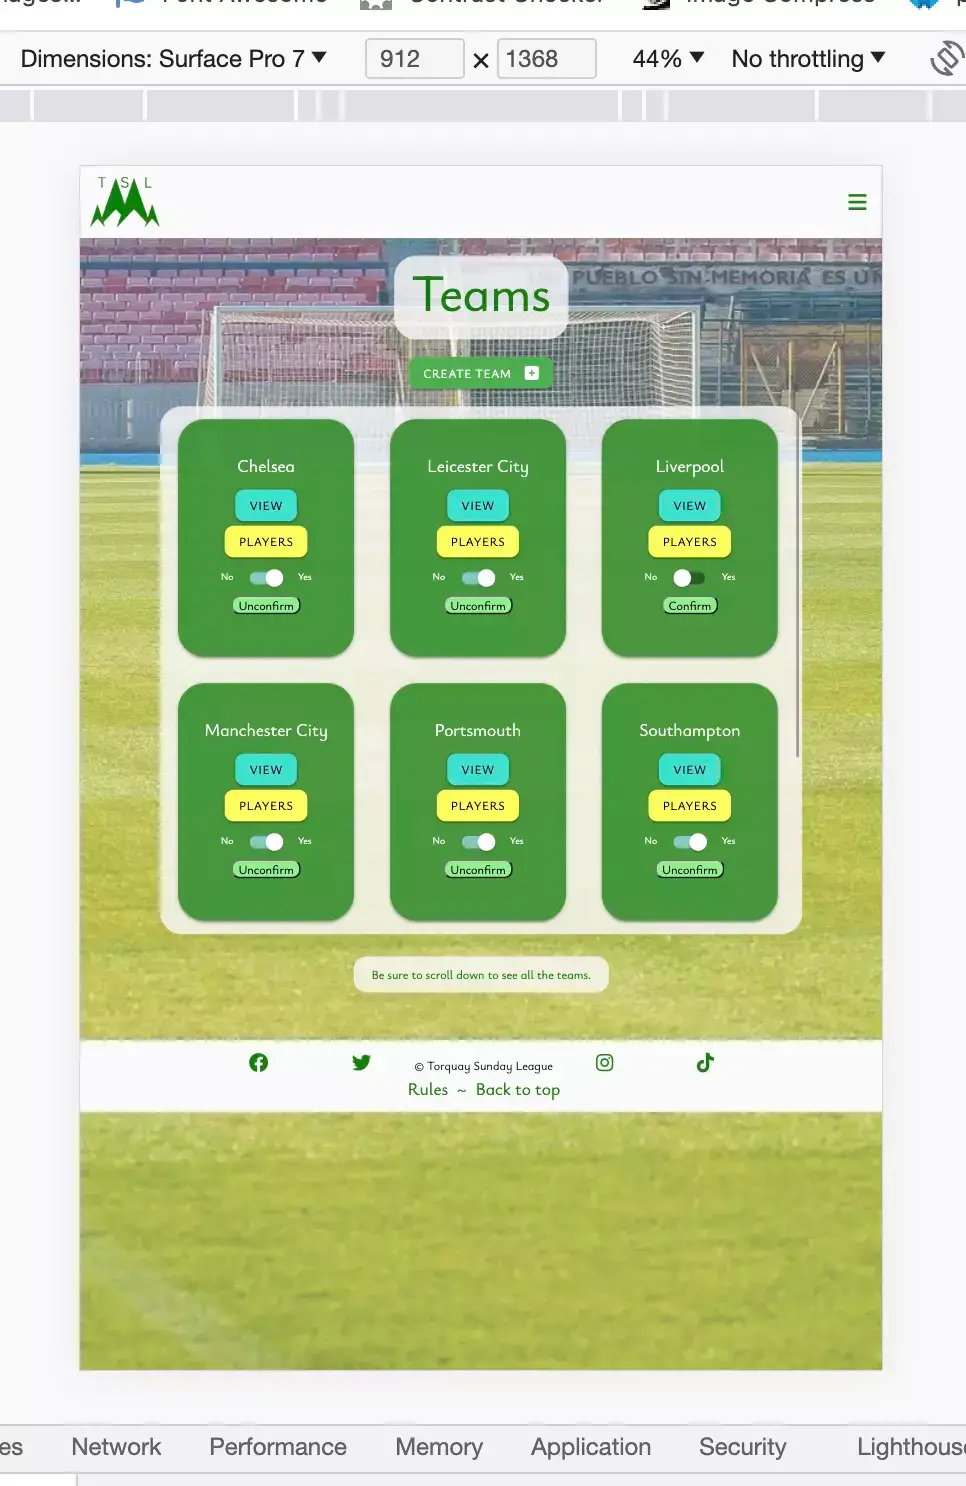 Dimensions: Surface Pro 7 ▼ 912 × 1368 44% ▼ No throttling ▼
T S L
PUEBLO SIN MEMORIA ES UN
Teams
CREATE TEAM
Chelsea Leicester City Liverpool
VIEW VIEW VIEW
PLAYERS PLAYERS PLAYERS
No Yes No Yes No Yes
Unconfirm Unconfirm Confirm
Manchester City Portsmouth Southampton
VIEW VIEW VIEW
PLAYERS PLAYERS PLAYERS
No Yes No Yes No Yes
Unconfirm Unconfirm Unconfirm
Be sure to scroll down to see all the teams.
© Torquay Sunday League
Rules ~ Back to top
es Network Performance Memory Application Security Lighthouse